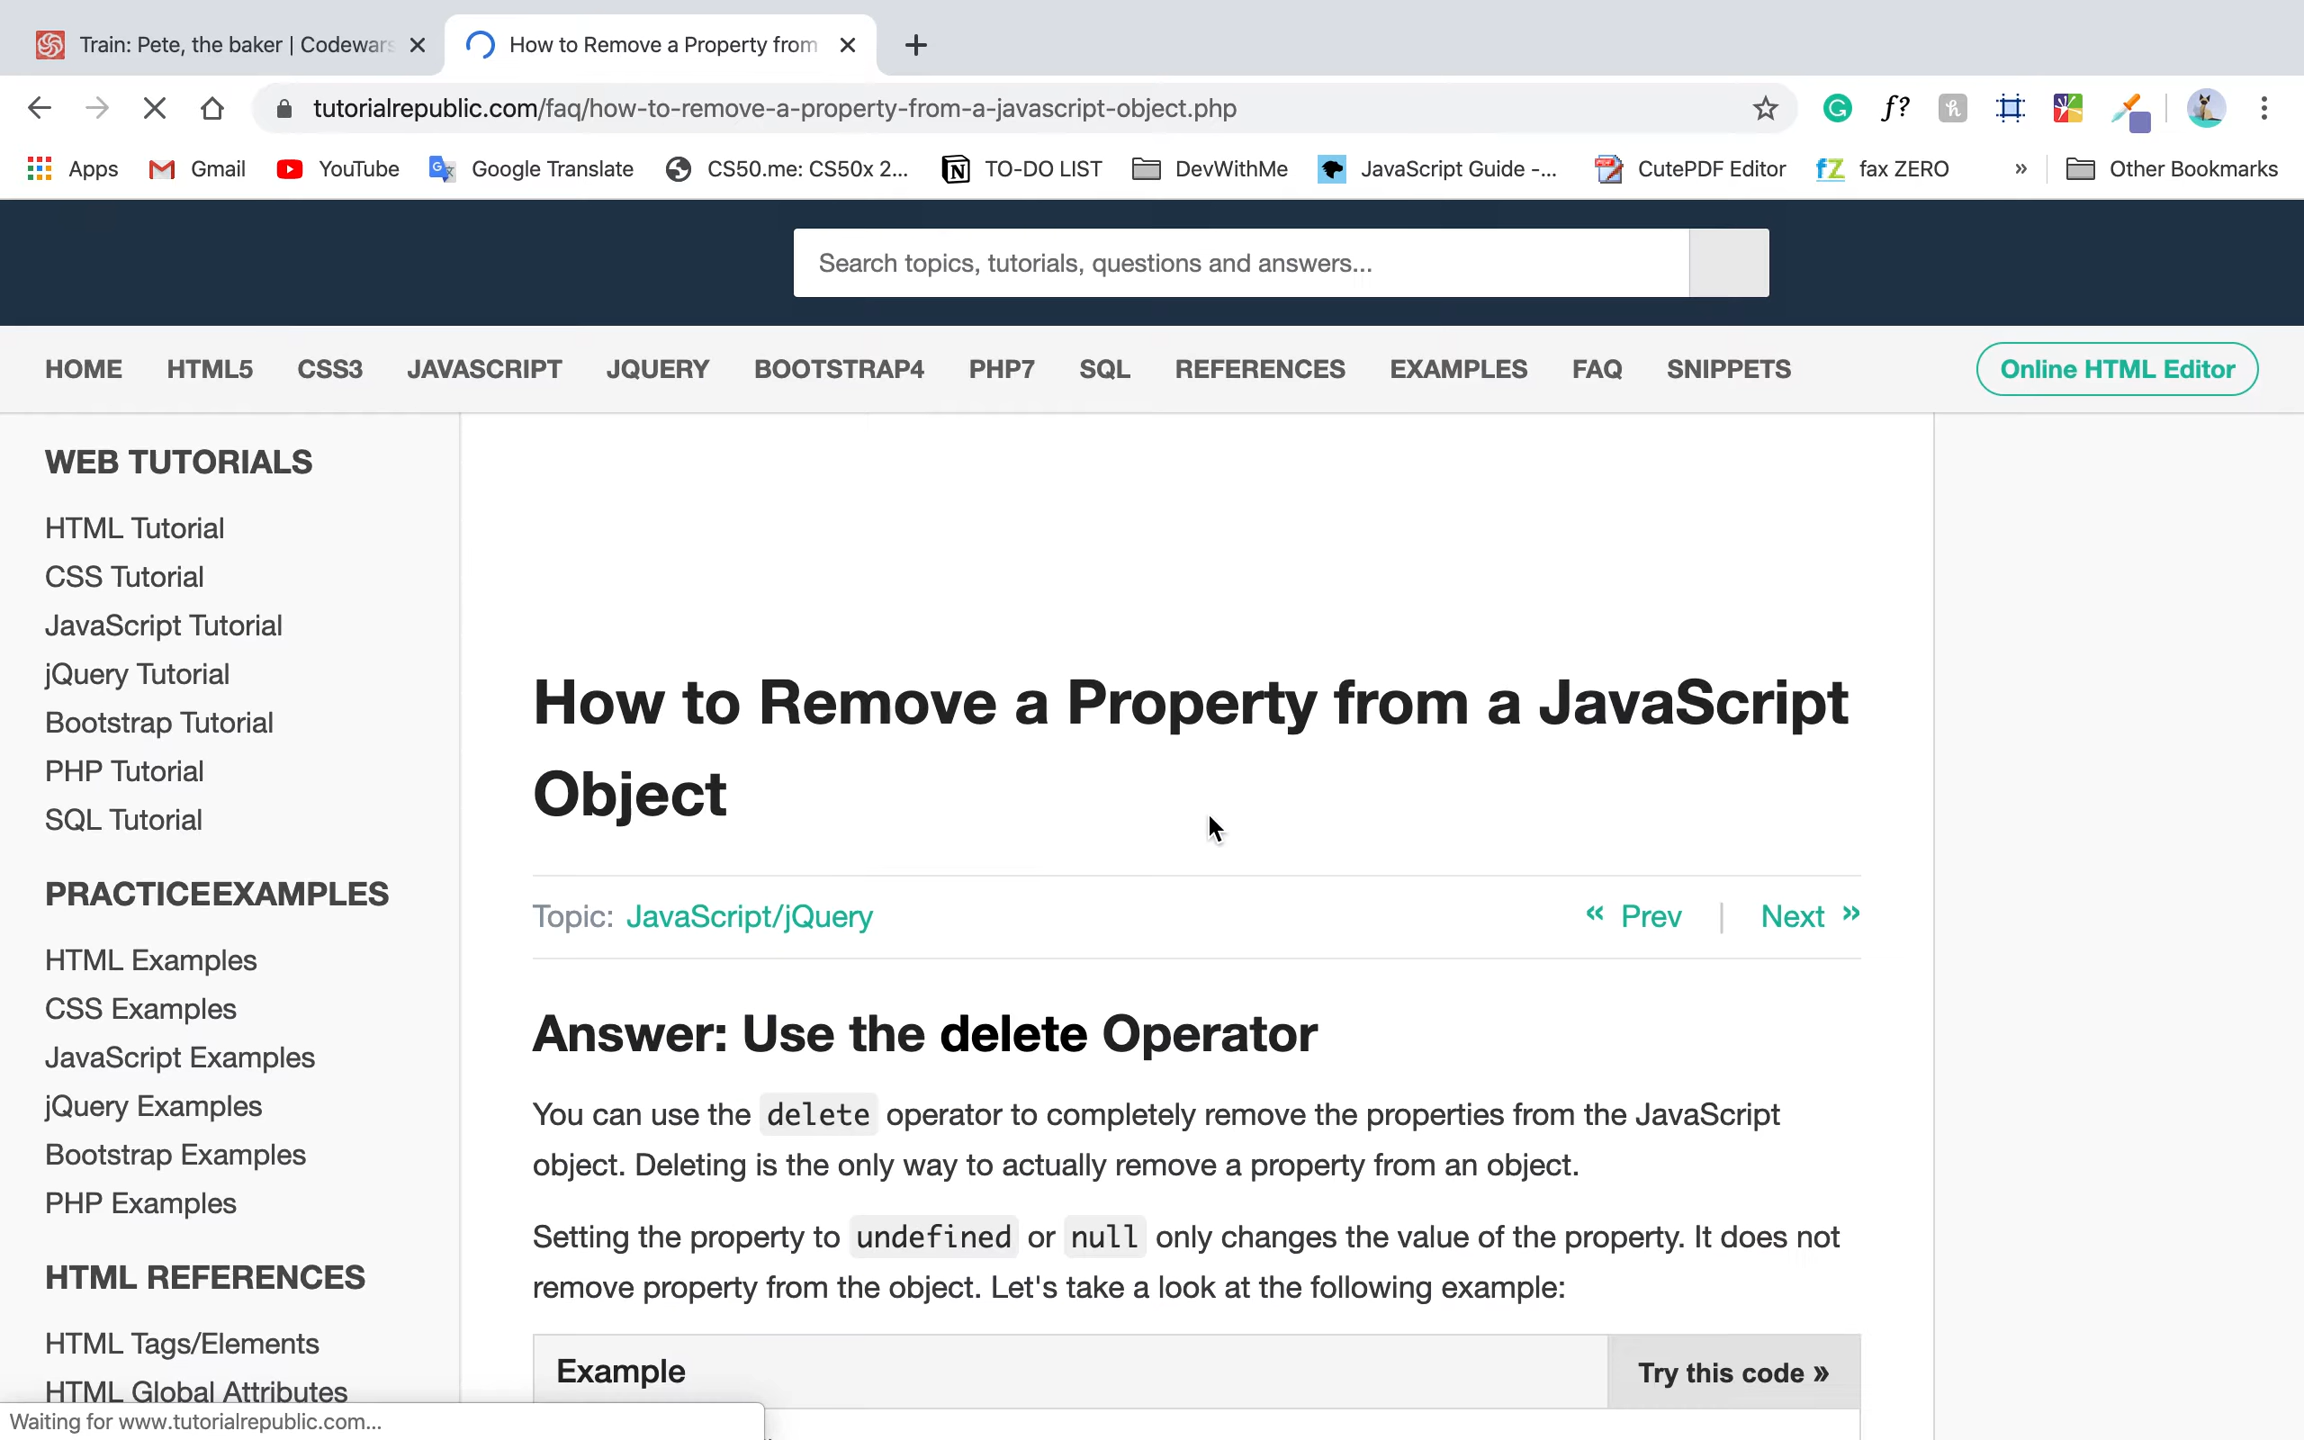 Train: Pete, the baker | Codewars
How to Remove a Property from
tutorialrepublic.com/faq/how-to-remove-a-property-from-a-javascript-object.php
f?
Apps
Gmail
YouTube
Google Translate
CS50.me: CS50x 2...
TO-DO LIST
DevWithMe
JavaScript Guide -...
CutePDF Editor
fax ZERO
»
Other Bookmarks
Search topics, tutorials, questions and answers...
HOME HTML5 CSS3 JAVASCRIPT JQUERY BOOTSTRAP4 PHP7 SQL REFERENCES EXAMPLES FAQ SNIPPETS
Online HTML Editor
WEB TUTORIALS
HTML Tutorial
CSS Tutorial
JavaScript Tutorial
jQuery Tutorial
Bootstrap Tutorial
PHP Tutorial
SQL Tutorial
PRACTICEEXAMPLES
HTML Examples
CSS Examples
JavaScript Examples
jQuery Examples
Bootstrap Examples
PHP Examples
HTML REFERENCES
HTML Tags/Elements
HTML Global Attributes
How to Remove a Property from a JavaScript
Object
Topic: JavaScript/jQuery
« Prev | Next »
Answer: Use the delete Operator
You can use the delete operator to completely remove the properties from the JavaScript
object. Deleting is the only way to actually remove a property from an object.
Setting the property to undefined or null only changes the value of the property. It does not
remove property from the object. Let's take a look at the following example:
Example
Try this code »
Waiting for www.tutorialrepublic.com...